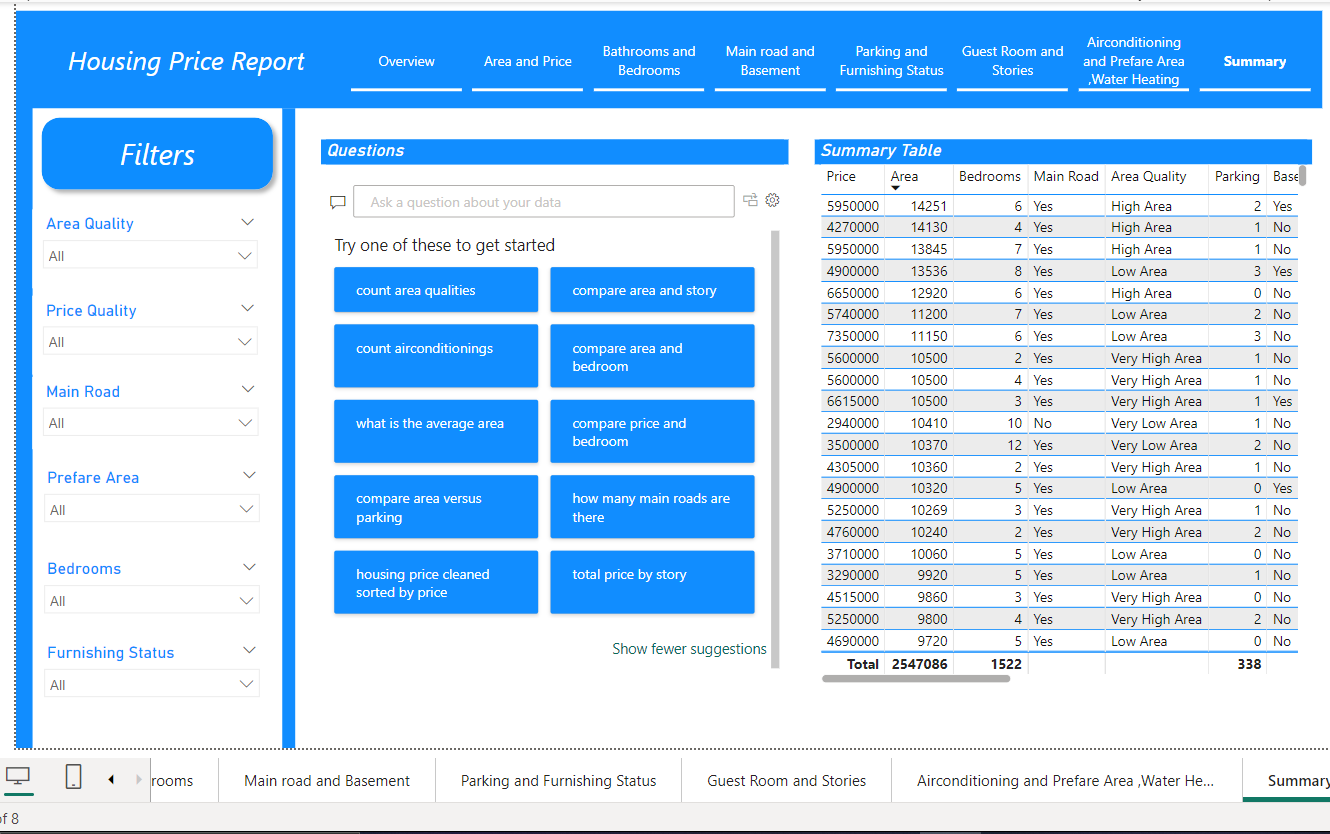 Housing Price Report
Overview
Area and Price
Bathrooms and
Bedrooms
Main road and
Basement
Parking and
Furnishing Status
Guest Room and
Stories
Airconditioning
and Prefare Area
,Water Heating
Summary
Filters
Area Quality
All
Price Quality
All
Main Road
All
Prefare Area
All
Bedrooms
All
Furnishing Status
All
Questions
Ask a question about your data
Try one of these to get started
count area qualities
compare area and story
count airconditionings
compare area and
bedroom
what is the average area
compare price and
bedroom
compare area versus
parking
how many main roads are
there
housing price cleaned
sorted by price
total price by story
Show fewer suggestions
Summary Table
Price Area Bedrooms Main Road Area Quality Parking Base
5950000 14251 6 Yes High Area 2 Yes
4270000 14130 4 Yes High Area 1 No
5950000 13845 7 Yes High Area 1 No
4900000 13536 8 Yes Low Area 3 Yes
6650000 12920 6 Yes High Area 0 No
5740000 11200 7 Yes Low Area 2 No
7350000 11150 6 Yes Low Area 3 No
5600000 10500 2 Yes Very High Area 1 No
5600000 10500 4 Yes Very High Area 1 No
6615000 10500 3 Yes Very High Area 1 Yes
2940000 10410 10 No Very Low Area 1 No
3500000 10370 12 Yes Very Low Area 2 No
4305000 10360 2 Yes Very High Area 1 No
4900000 10320 5 Yes Low Area 0 Yes
5250000 10269 3 Yes Very High Area 1 No
4760000 10240 2 Yes Very High Area 2 No
3710000 10060 5 Yes Low Area 0 No
3290000 9920 5 Yes Low Area 1 No
4515000 9860 3 Yes Very High Area 0 No
5250000 9800 4 Yes Very High Area 2 No
4690000 9720 5 Yes Low Area 0 No
Total 2547086 1522 338
rooms
Main road and Basement
Parking and Furnishing Status
Guest Room and Stories
Airconditioning and Prefare Area ,Water He...
Summary
of 8